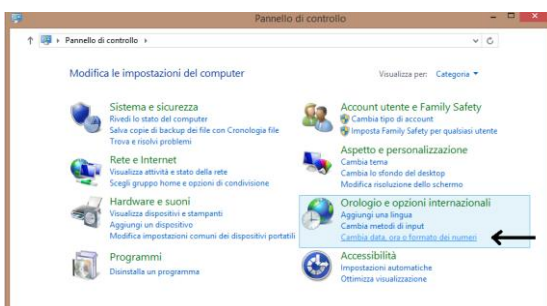 Pannello di controllo
Pannello di controllo
Modifica le impostazioni del computer
Visualizza per: Categoria
Sistema e sicurezza
Rivedi lo stato del computer
Salva copie di backup dei file con Cronologia file
Trova e risolvi problemi
Rete e Internet
Visualizza attività e stato della rete
Scegli gruppo home e opzioni di condivisione
Hardware e suoni
Visualizza dispositivi e stampanti
Aggiungi un dispositivo
Modifica impostazioni comuni dei dispositivi portatili
Programmi
Disinstalla un programma
Account utente e Family Safety
Cambia tipo di account
Imposta Family Safety per qualsiasi utente
Aspetto e personalizzazione
Cambia tema
Cambia lo sfondo del desktop
Modifica risoluzione dello schermo
Orologio e opzioni internazionali
Aggiungi una lingua
Cambia metodi di input
Cambia data, ora o formato dei numeri
Accessibilità
Impostazioni automatiche
Ottimizza visualizzazione